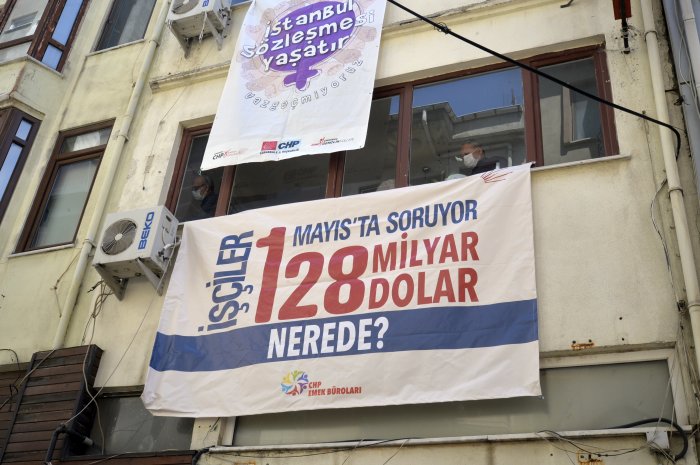 İstanbul
Sözleşmesi
Yaşatır
vazgeçmiyoruz
CHP
CHP
BEKO
İŞÇİLER
1 MAYIS'TA SORUYOR
128 MİLYAR
DOLAR
NEREDE?
CHP
EMEK BÜROLARI